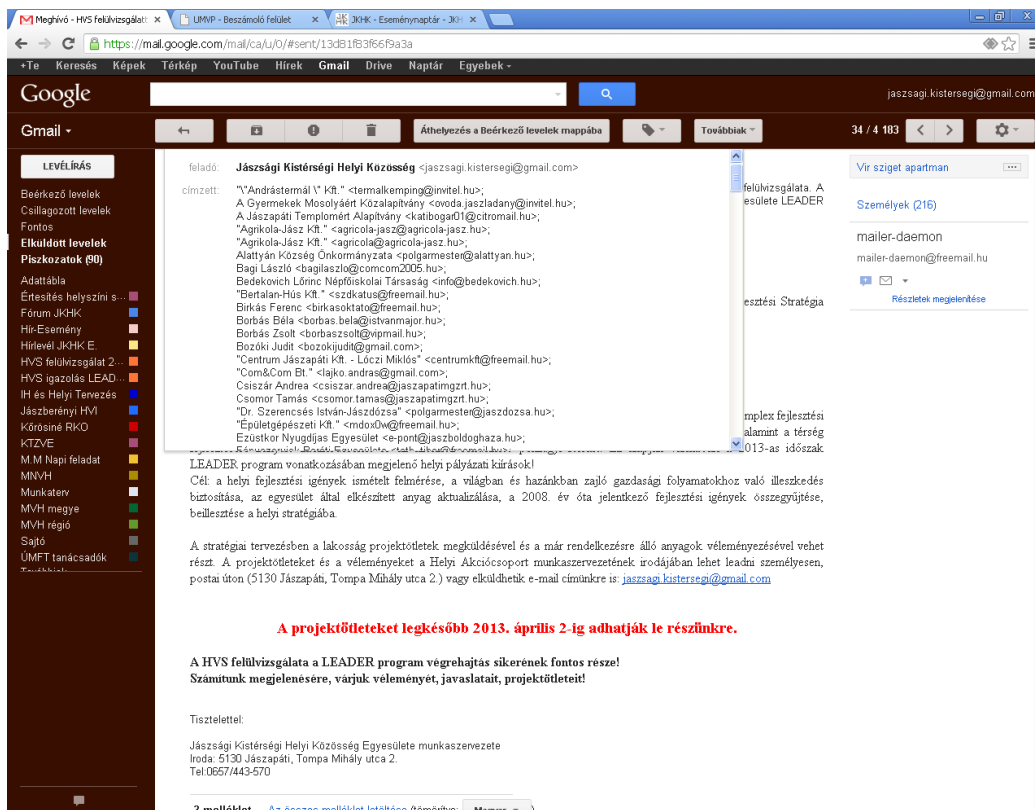 Meghívó - HVS felülvizsgálatt
UMVP - Beszámoló felület
JKHK - Eseménynaptár - JKH
https://mail.google.com/mail/ca/u/0/#sent/13d81f83f66f9a3a
+Te Keresés Képek Térkép YouTube Hírek Gmail Drive Naptár Egyebek
Google
jaszsagi.kistersegi@gmail.com
Gmail
Áthelyezés a Beérkező levelek mappába
Továbbiak
34 / 4 183
LEVÉLÍRÁS
Beérkező levelek
Csillagozott levelek
Fontos
Elküldött levelek
Piszkozatok (90)
Adattábla
Értesítés helyszíni s...
Fórum JKHK
Hír-Esemény
Hírlevél JKHK E.
HVS felülvizsgálat 2...
HVS igazolás LEAD...
IH és Helyi Tervezés
Jászberényi HVI
Kőrösiné RKO
KTZVE
M.M Napi feladat
MNVH
Munkaterv
MVH megye
MVH régió
Sajtó
ÚMFT tanácsadók
Továbbiak
feladó: Jászsági Kistérségi Helyi Közösség <jaszsagi.kistersegi@gmail.com>
címzett: "\"Andrástermál \" Kft." <termalkemping@invitel.hu>;
A Gyermekek Mosolyáért Közalapítvány <ovoda.jaszladany@invitel.hu>;
A Jászapáti Templomért Alapítvány <katibogar01@citromail.hu>;
"Agrikola-Jász Kft." <agricola-jasz@agricola-jasz.hu>;
"Agrikola-Jász Kft." <agricola@agricola-jasz.hu>;
Alattyán Község Önkormányzata <polgarmester@alattyan.hu>;
Bagi László <bagilaszlo@comcom2005.hu>;
Bedekovich Lőrinc Népfőiskolai Társaság <info@bedekovich.hu>;
"Bertalan-Hús Kft." <szdkatus@freemail.hu>;
Birkás Ferenc <birkasoktato@freemail.hu>;
Borbás Béla <borbas.bela@istvanmajor.hu>;
Borbás Zsolt <borbaszsolt@vipmail.hu>;
Bozóki Judit <bozokijudit@gmail.com>;
"Centrum Jászapáti Kft. - Lóczi Miklós" <centrumkft@freemail.hu>;
"Com&Com Bt." <lajko.andras@gmail.com>;
Csiszár Andrea <csiszar.andrea@jaszapatimgzrt.hu>;
Csomor Tamás <csomor.tamas@jaszapatimgzrt.hu>;
"Dr. Szerencsés István-Jászdózsa" <polgarmester@jaszdozsa.hu>;
"Épületgépészeti Kft." <mdox0w@freemail.hu>;
Ezüstkor Nyugdíjas Egyesület <e-pont@jaszboldoghaza.hu>;
felülvizsgálata. A
esülete LEADER
esztési Stratégia
mplex fejlesztési
alamint a térség
2013-as időszak
LEADER program vonatkozásában megjelenő helyi pályázati kiírások!
Cél: a helyi fejlesztési igények ismételt felmérése, a világban és hazánkban zajló gazdasági folyamatokhoz való illeszkedés
biztosítása, az egyesület által elkészített anyag aktualizálása, a 2008. év óta jelentkező fejlesztési igények összegyűjtése,
beillesztése a helyi stratégiába.
A stratégiai tervezésben a lakosság projektötletek megküldésével és a már rendelkezésre álló anyagok véleményezésével vehet
részt. A projektötleteket és a véleményeket a Helyi Akciócsoport munkaszervezetének irodájában lehet leadni személyesen,
postai úton (5130 Jászapáti, Tompa Mihály utca 2.) vagy elküldhetik e-mail címünkre is: jaszsagi.kistersegi@gmail.com
A projektötleteket legkésőbb 2013. április 2-ig adhatják le részünkre.
A HVS felülvizsgálata a LEADER program végrehajtás sikerének fontos része!
Számítunk megjelenésére, várjuk véleményét, javaslatait, projektötleteit!
Tisztelettel:
Jászsági Kistérségi Helyi Közösség Egyesülete munkaszervezete
Iroda: 5130 Jászapáti, Tompa Mihály utca 2.
Tel:0657/443-570
2 melléklet Az összes melléklet letöltése (tömörítve: Magyar )
Vir sziget apartman
Személyek (216)
mailer-daemon
mailer-daemon@freemail.hu
Részletek megjelenítése